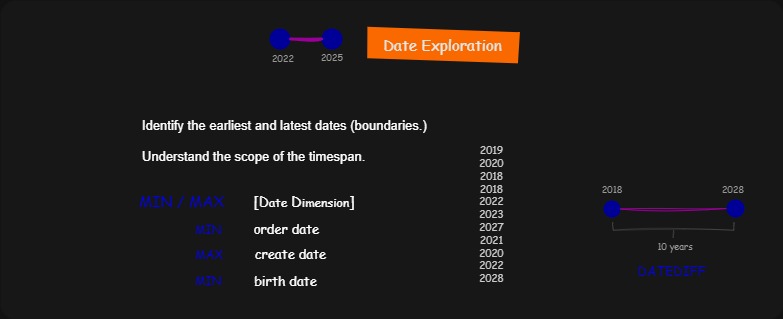 2022
2025
Date Exploration
Identify the earliest and latest dates (boundaries.)
Understand the scope of the timespan.
MIN / MAX [Date Dimension]
MIN order date
MAX create date
MIN birth date
2019
2020
2018
2018
2022
2023
2027
2021
2020
2022
2028
2018
2028
10 years
DATEDIFF